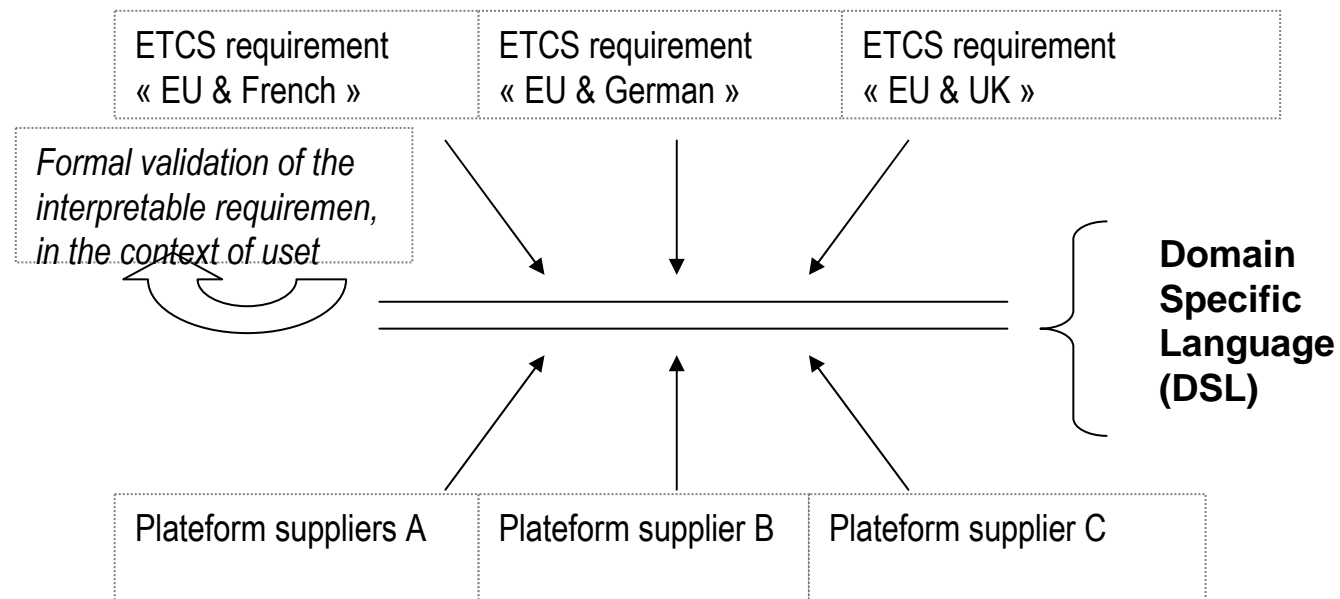 ETCS requirement
« EU & French »
ETCS requirement
« EU & German »
ETCS requirement
« EU & UK »
Formal validation of the
interpretable requiremen,
in the context of uset
Domain
Specific
Language
(DSL)
Plateform suppliers A
Plateform supplier B
Plateform supplier C